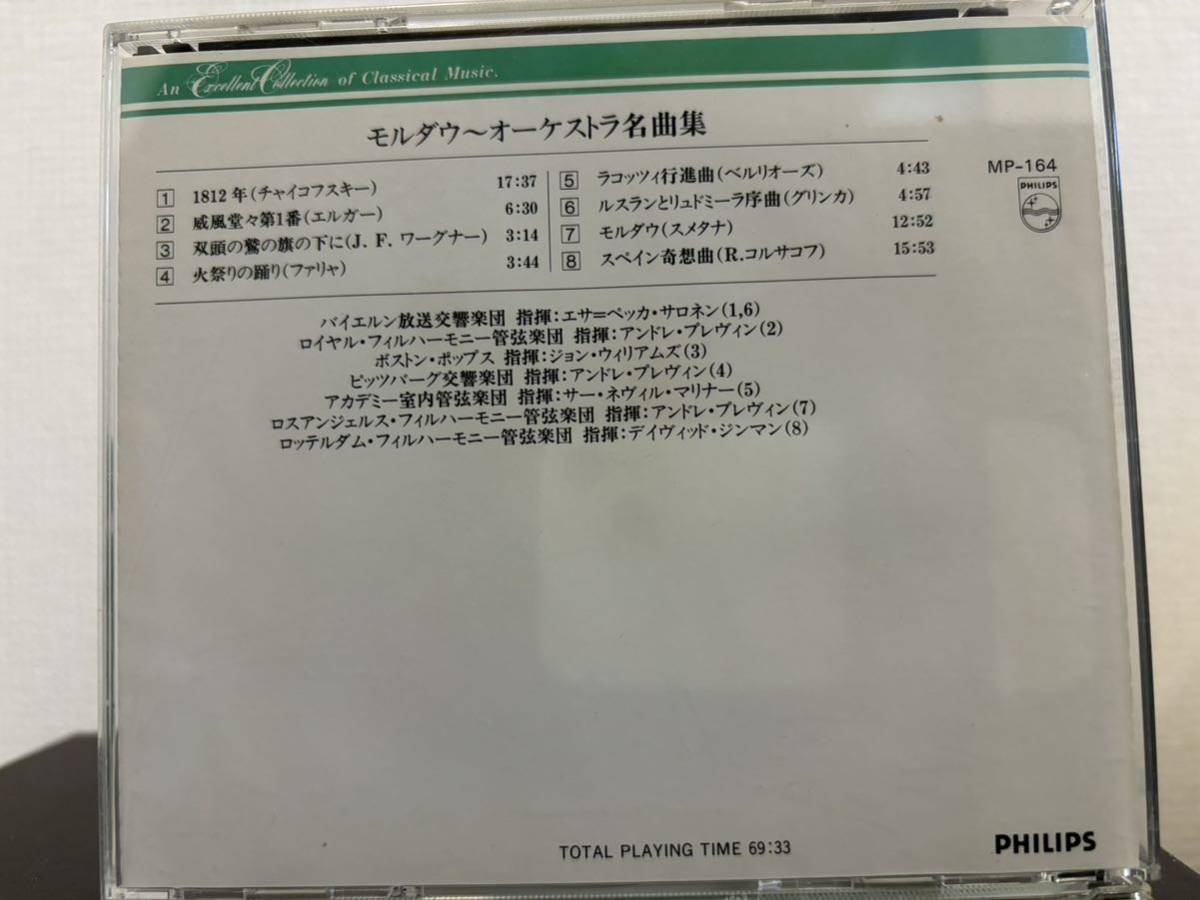 An Excellent Collection of Classical Music.
モルダウ〜オーケストラ名曲集
MP-164
PHILIPS
1 1812年(チャイコフスキー) 17:37
2 威風堂々第1番(エルガー) 6:30
3 双頭の鷲の旗の下に(J. F. ワーグナー) 3:14
4 火祭りの踊り(ファリャ) 3:44
5 ラコッツィ行進曲(ベルリオーズ) 4:43
6 ルスランとリュドミーラ序曲(グリンカ) 4:57
7 モルダウ(スメタナ) 12:52
8 スペイン奇想曲(R.コルサコフ) 15:53
バイエルン放送交響楽団 指揮:エサ=ペッカ・サロネン(1,6)
ロイヤル・フィルハーモニー管弦楽団 指揮:アンドレ・プレヴィン(2)
ボストン・ポップス 指揮:ジョン・ウィリアムズ(3)
ピッツバーグ交響楽団 指揮:アンドレ・プレヴィン(4)
アカデミー室内管弦楽団 指揮:サー・ネヴィル・マリナー(5)
ロスアンジェルス・フィルハーモニー管弦楽団 指揮:アンドレ・プレヴィン(7)
ロッテルダム・フィルハーモニー管弦楽団 指揮:デイヴィッド・ジンマン(8)
TOTAL PLAYING TIME 69:33
PHILIPS